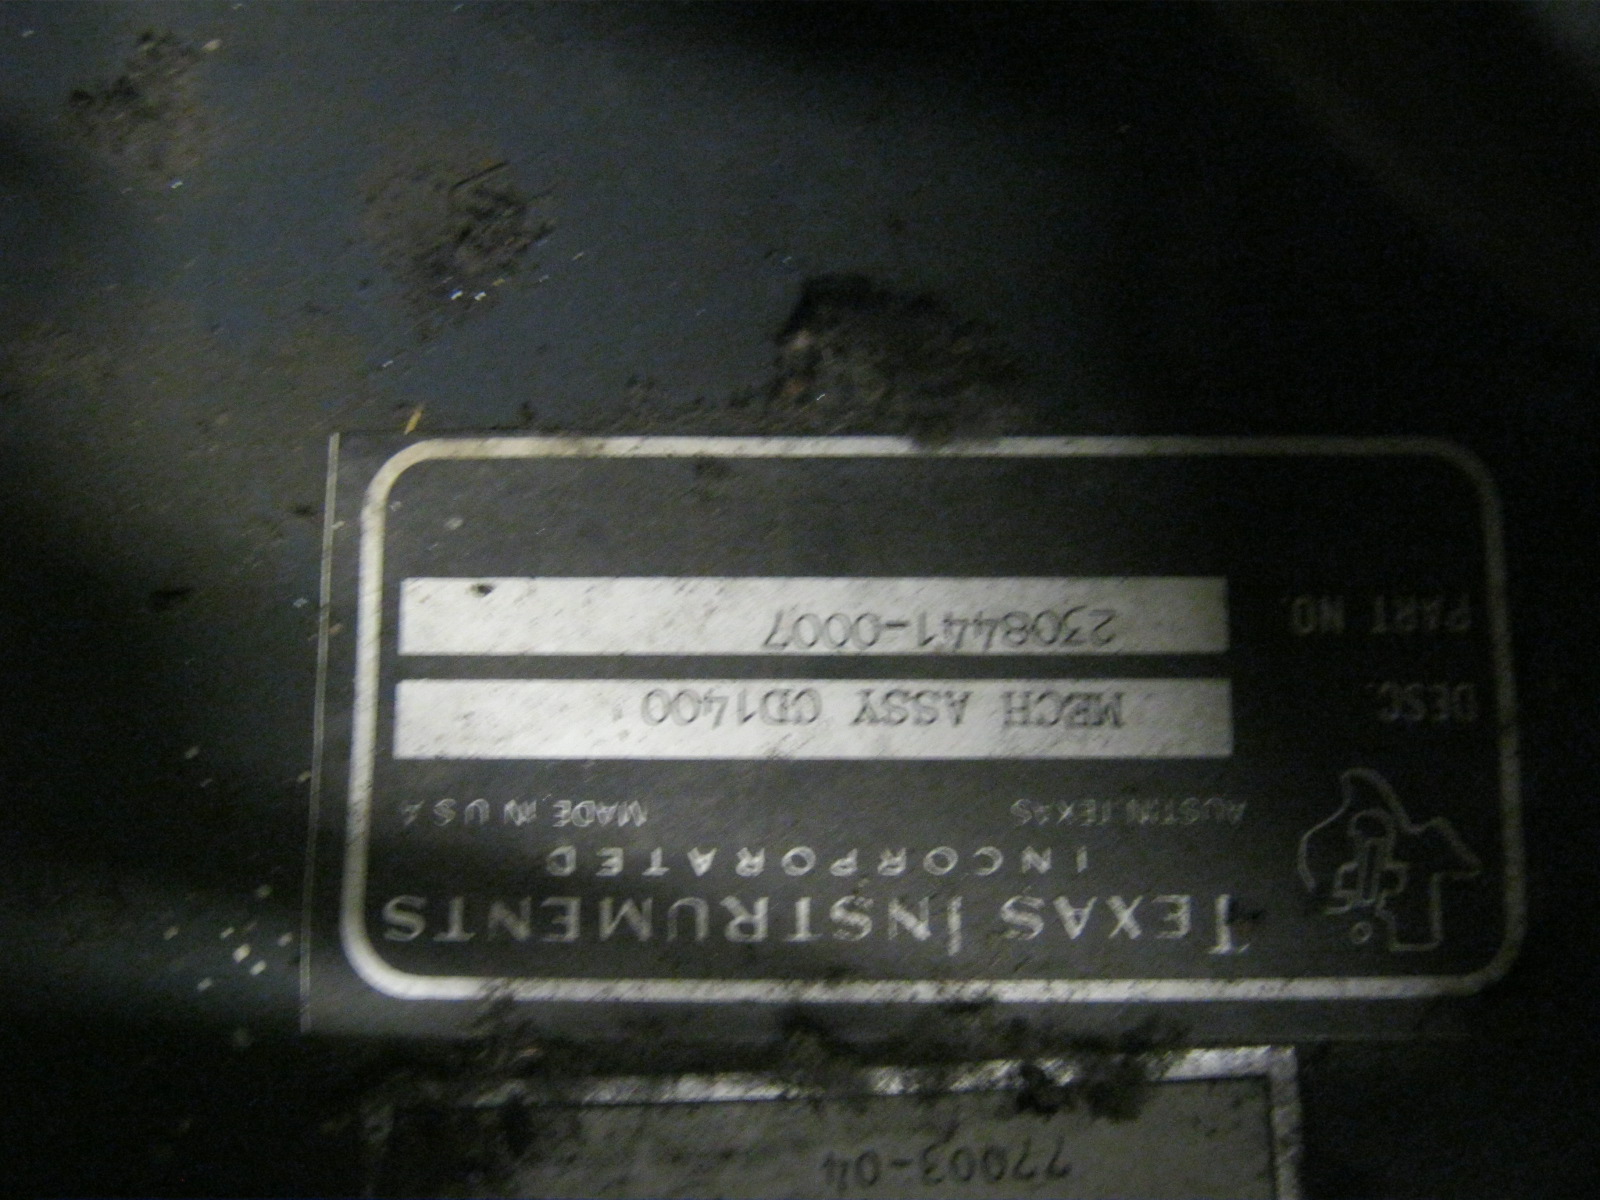 77003-04
TEXAS INSTRUMENTS
INCORPORATED
AUSTIN, TEXAS MADE IN U S A
DESC. MECH ASSY CD1400
PART NO. 2308441-0007